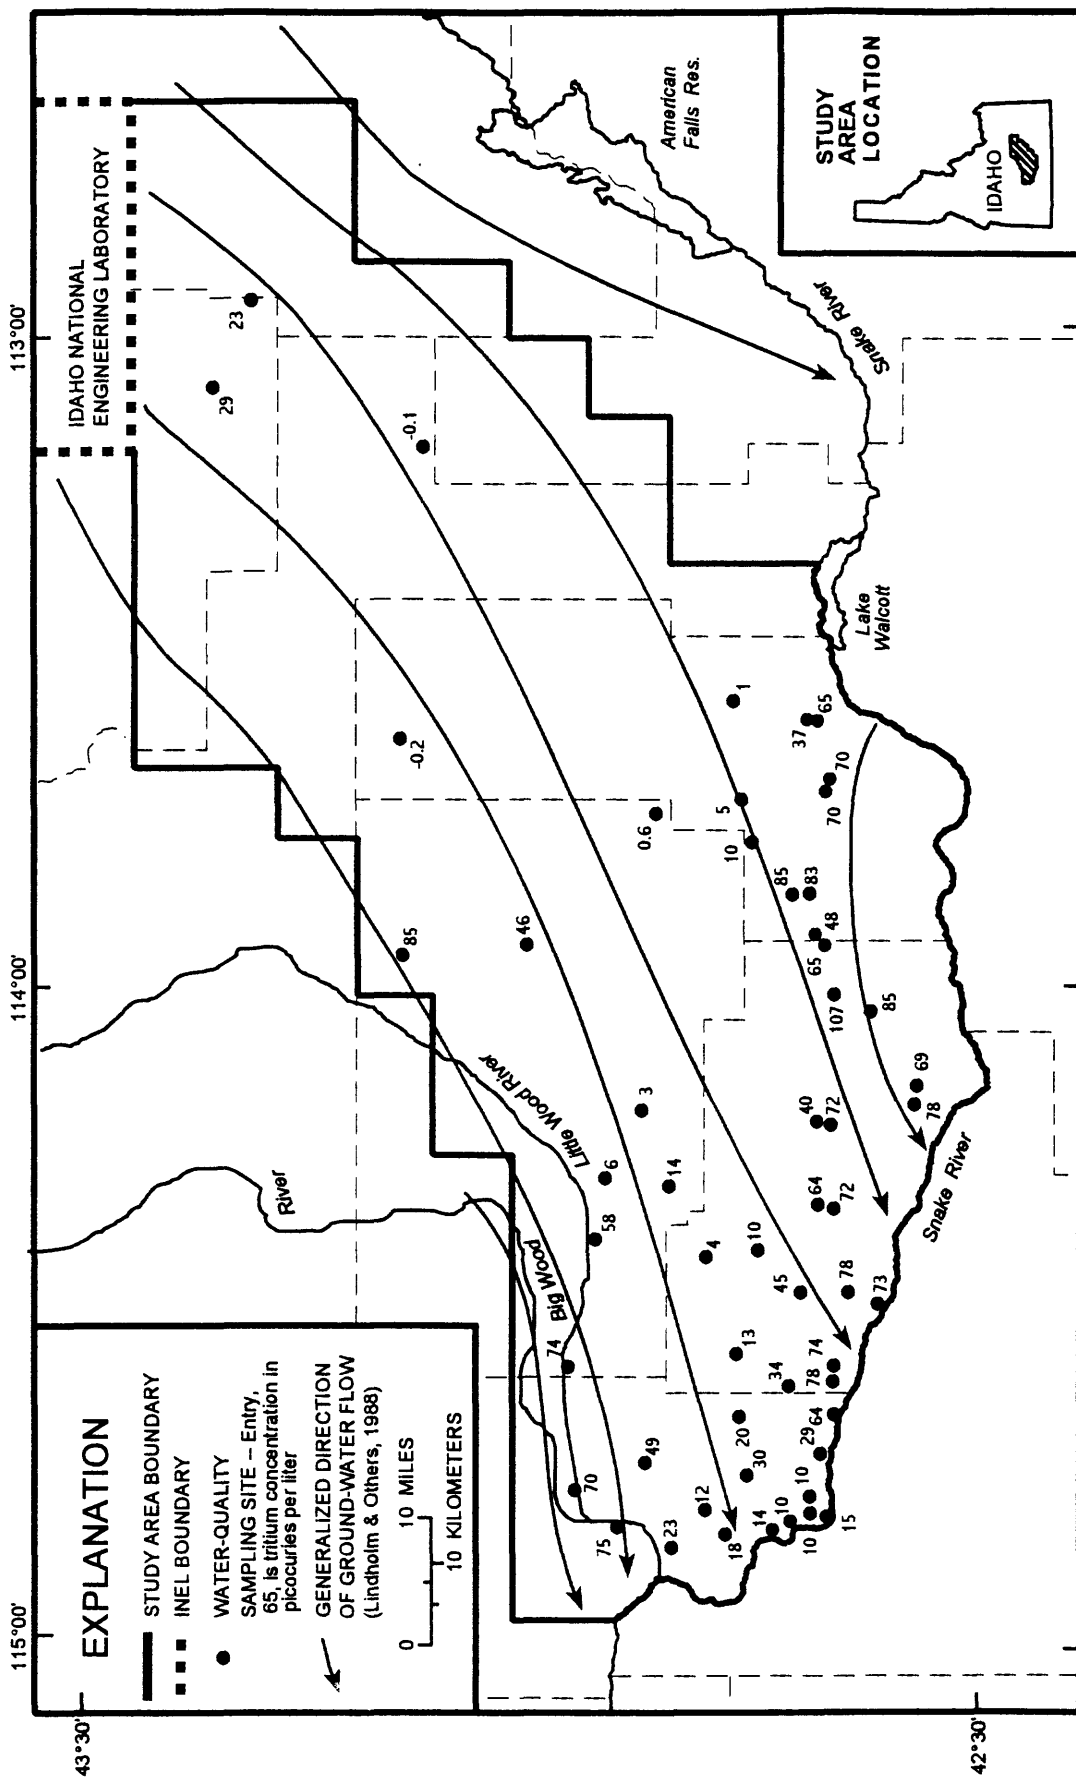 115°00'
114°00'
113°00'
43°30'
42°30'
EXPLANATION
STUDY AREA BOUNDARY
INEL BOUNDARY
WATER-QUALITY
SAMPLING SITE – Entry,
65, is tritium concentration in
picocuries per liter
GENERALIZED DIRECTION
OF GROUND-WATER FLOW
(Lindholm & Others, 1988)
0
10 MILES
10 KILOMETERS
IDAHO NATIONAL
ENGINEERING LABORATORY
River
Big Wood
Little Wood River
American
Falls Res.
Snake River
Lake
Walcott
Snake River
STUDY
AREA
LOCATION
IDAHO
23
29
-0.1
-0.2
85
46
0.6
1
5
10
37
65
70
70
85
83
48
65
107
85
69
78
40
72
64
72
3
6
14
58
4
10
45
78
73
74
13
34
78
74
64
29
20
30
49
70
75
23
12
18
14
10
10
10
15